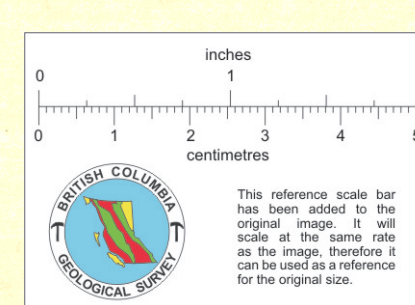 inches
0 1
0 1 2 3 4 5
centimetres
BRITISH COLUMBIA
GEOLOGICAL SURVEY
This reference scale bar
has been added to the
original image. It will
scale at the same rate
as the image, therefore it
can be used as a reference
for the original size.